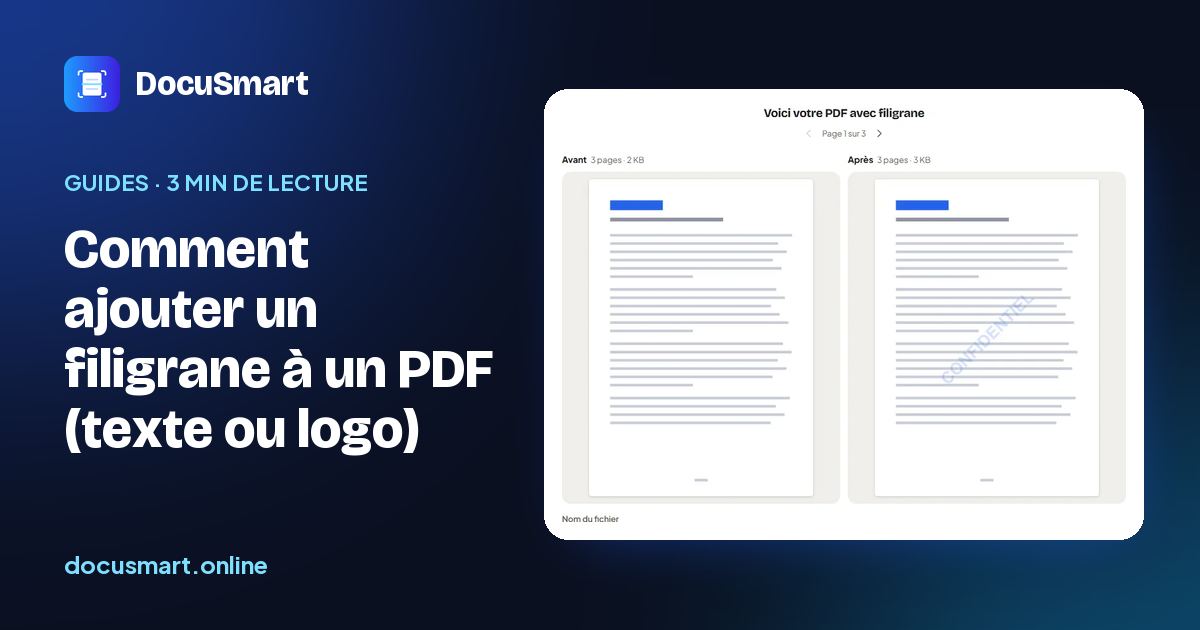 DocuSmart
GUIDES · 3 MIN DE LECTURE
Comment
ajouter un
filigrane à un PDF
(texte ou logo)
docusmart.online
Voici votre PDF avec filigrane
Page 1 sur 3
Avant 3 pages · 2 KB
Après 3 pages · 3 KB
CONFIDENTIEL
Nom du fichier